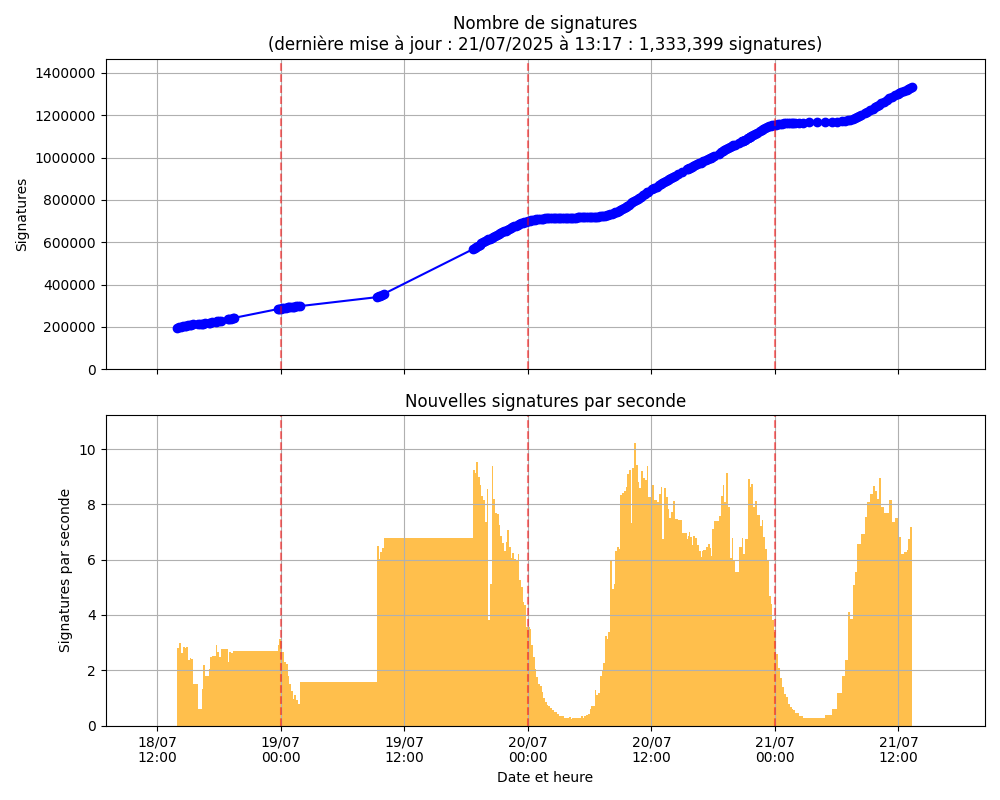 Nombre de signatures
(dernière mise à jour : 21/07/2025 à 13:17 : 1,333,399 signatures)
1400000
1200000
1000000
800000
600000
400000
200000
0
Signatures
Nouvelles signatures par seconde
10
8
6
4
2
0
Signatures par seconde
18/07 19/07 19/07 20/07 20/07 21/07 21/07
12:00 00:00 12:00 00:00 12:00 00:00 12:00
Date et heure